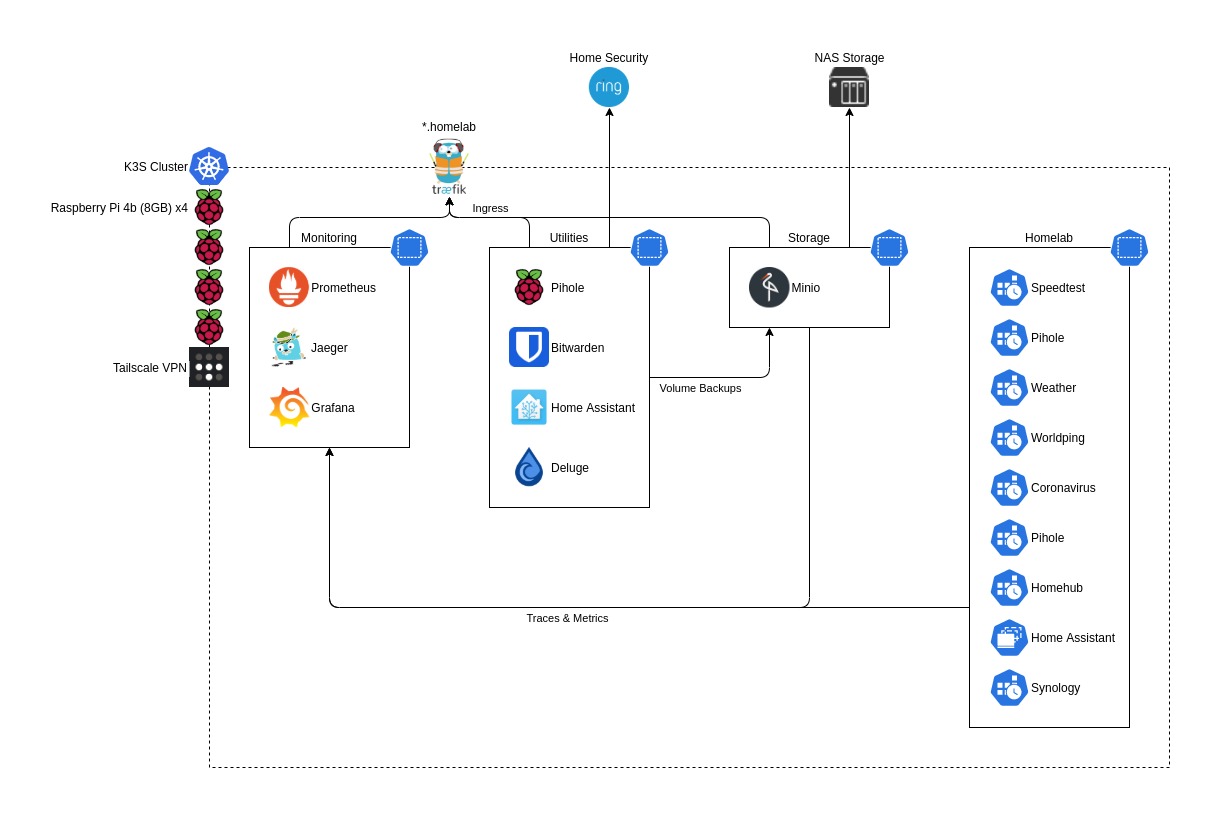 Home Security
ring
NAS Storage
*.homelab
træfik
K3S Cluster
Raspberry Pi 4b (8GB) x4
Tailscale VPN
Ingress
Monitoring
Prometheus
Jaeger
Grafana
Utilities
Pihole
Bitwarden
Home Assistant
Deluge
Storage
Minio
Volume Backups
Traces & Metrics
Homelab
Speedtest
Pihole
Weather
Worldping
Coronavirus
Pihole
Homehub
Home Assistant
Synology